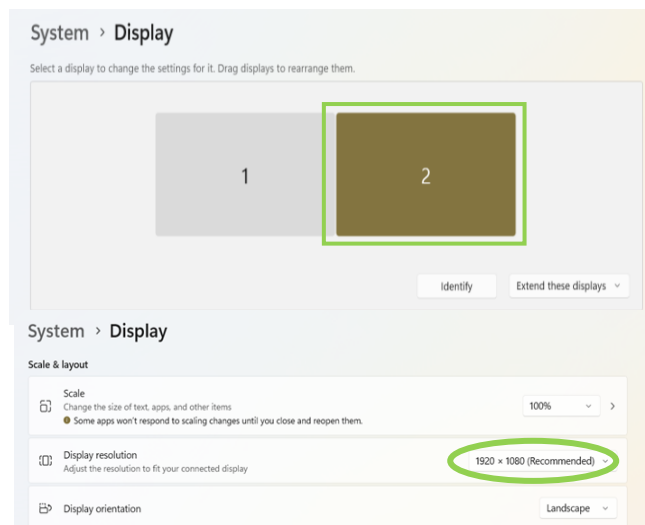 System > Display
Select a display to change the settings for it. Drag displays to rearrange them.
1
2
Identify
Extend these displays
System > Display
Scale & layout
Scale
Change the size of text, apps, and other items
Some apps won't respond to scaling changes until you close and reopen them.
100%
Display resolution
Adjust the resolution to fit your connected display
1920 × 1080 (Recommended)
Display orientation
Landscape